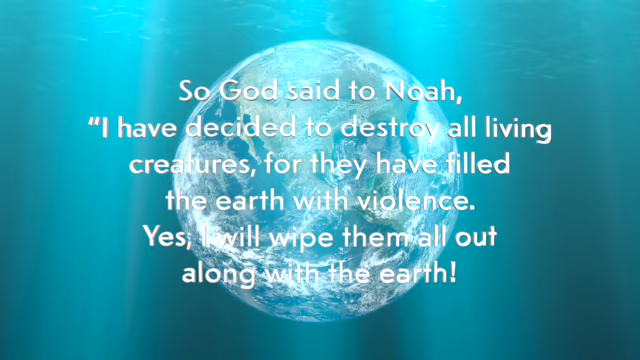 So God said to Noah,
“I have decided to destroy all living
creatures, for they have filled
the earth with violence.
Yes, I will wipe them all out
along with the earth!